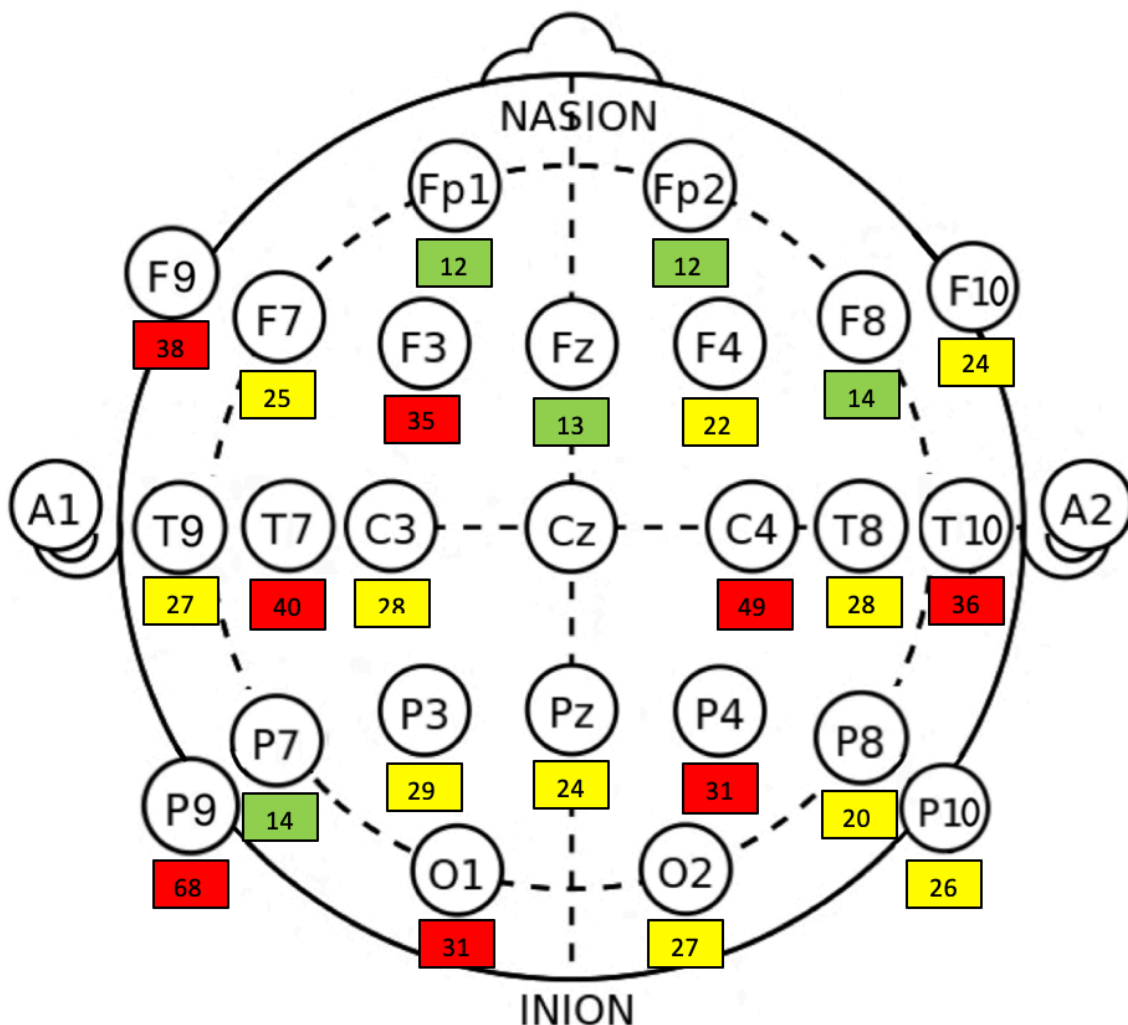 NASION
Fp1 Fp2
12 12
F9 F10
F7 F3 Fz F4 F8
38 24
25 35 13 22 14
A1 T9 T7 C3 Cz C4 T8 T10 A2
27 40 28 49 28 36
P7 P3 Pz P4 P8
29 24 31
P9 14 20 P10
O1 O2
68 26
31 27
INION